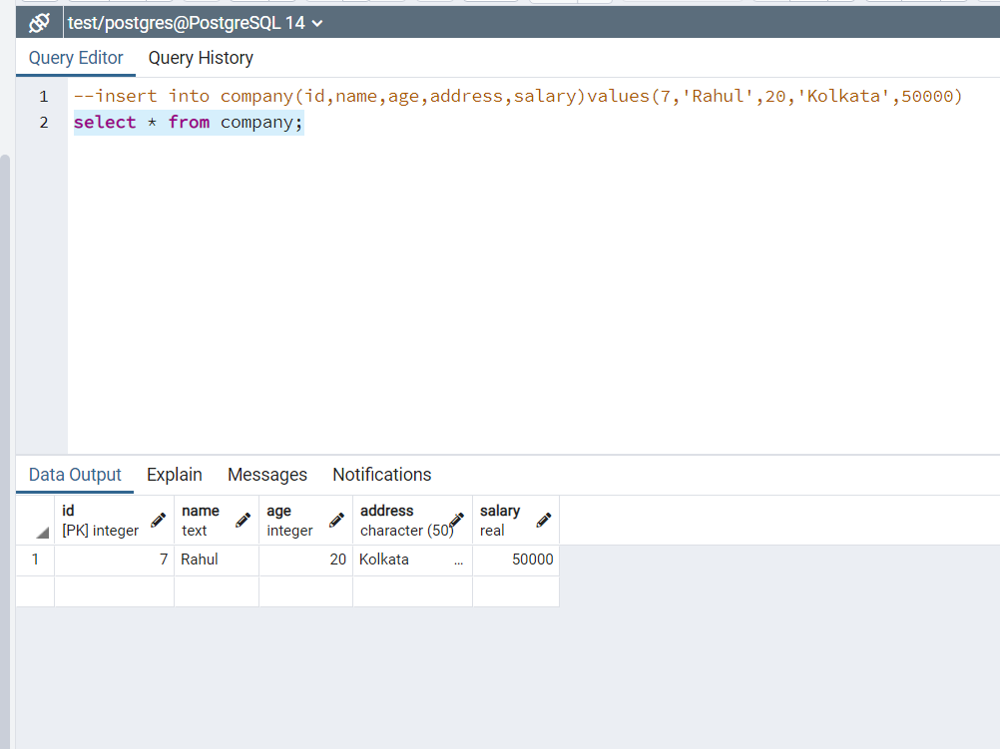 test/postgres@PostgreSQL 14
Query Editor Query History
1 --insert into company(id,name,age,address,salary)values(7,'Rahul',20,'Kolkata',50000)
2 select * from company;
Data Output Explain Messages Notifications
id name age address salary
[PK] integer text integer character (50) real
1 7 Rahul 20 Kolkata ... 50000